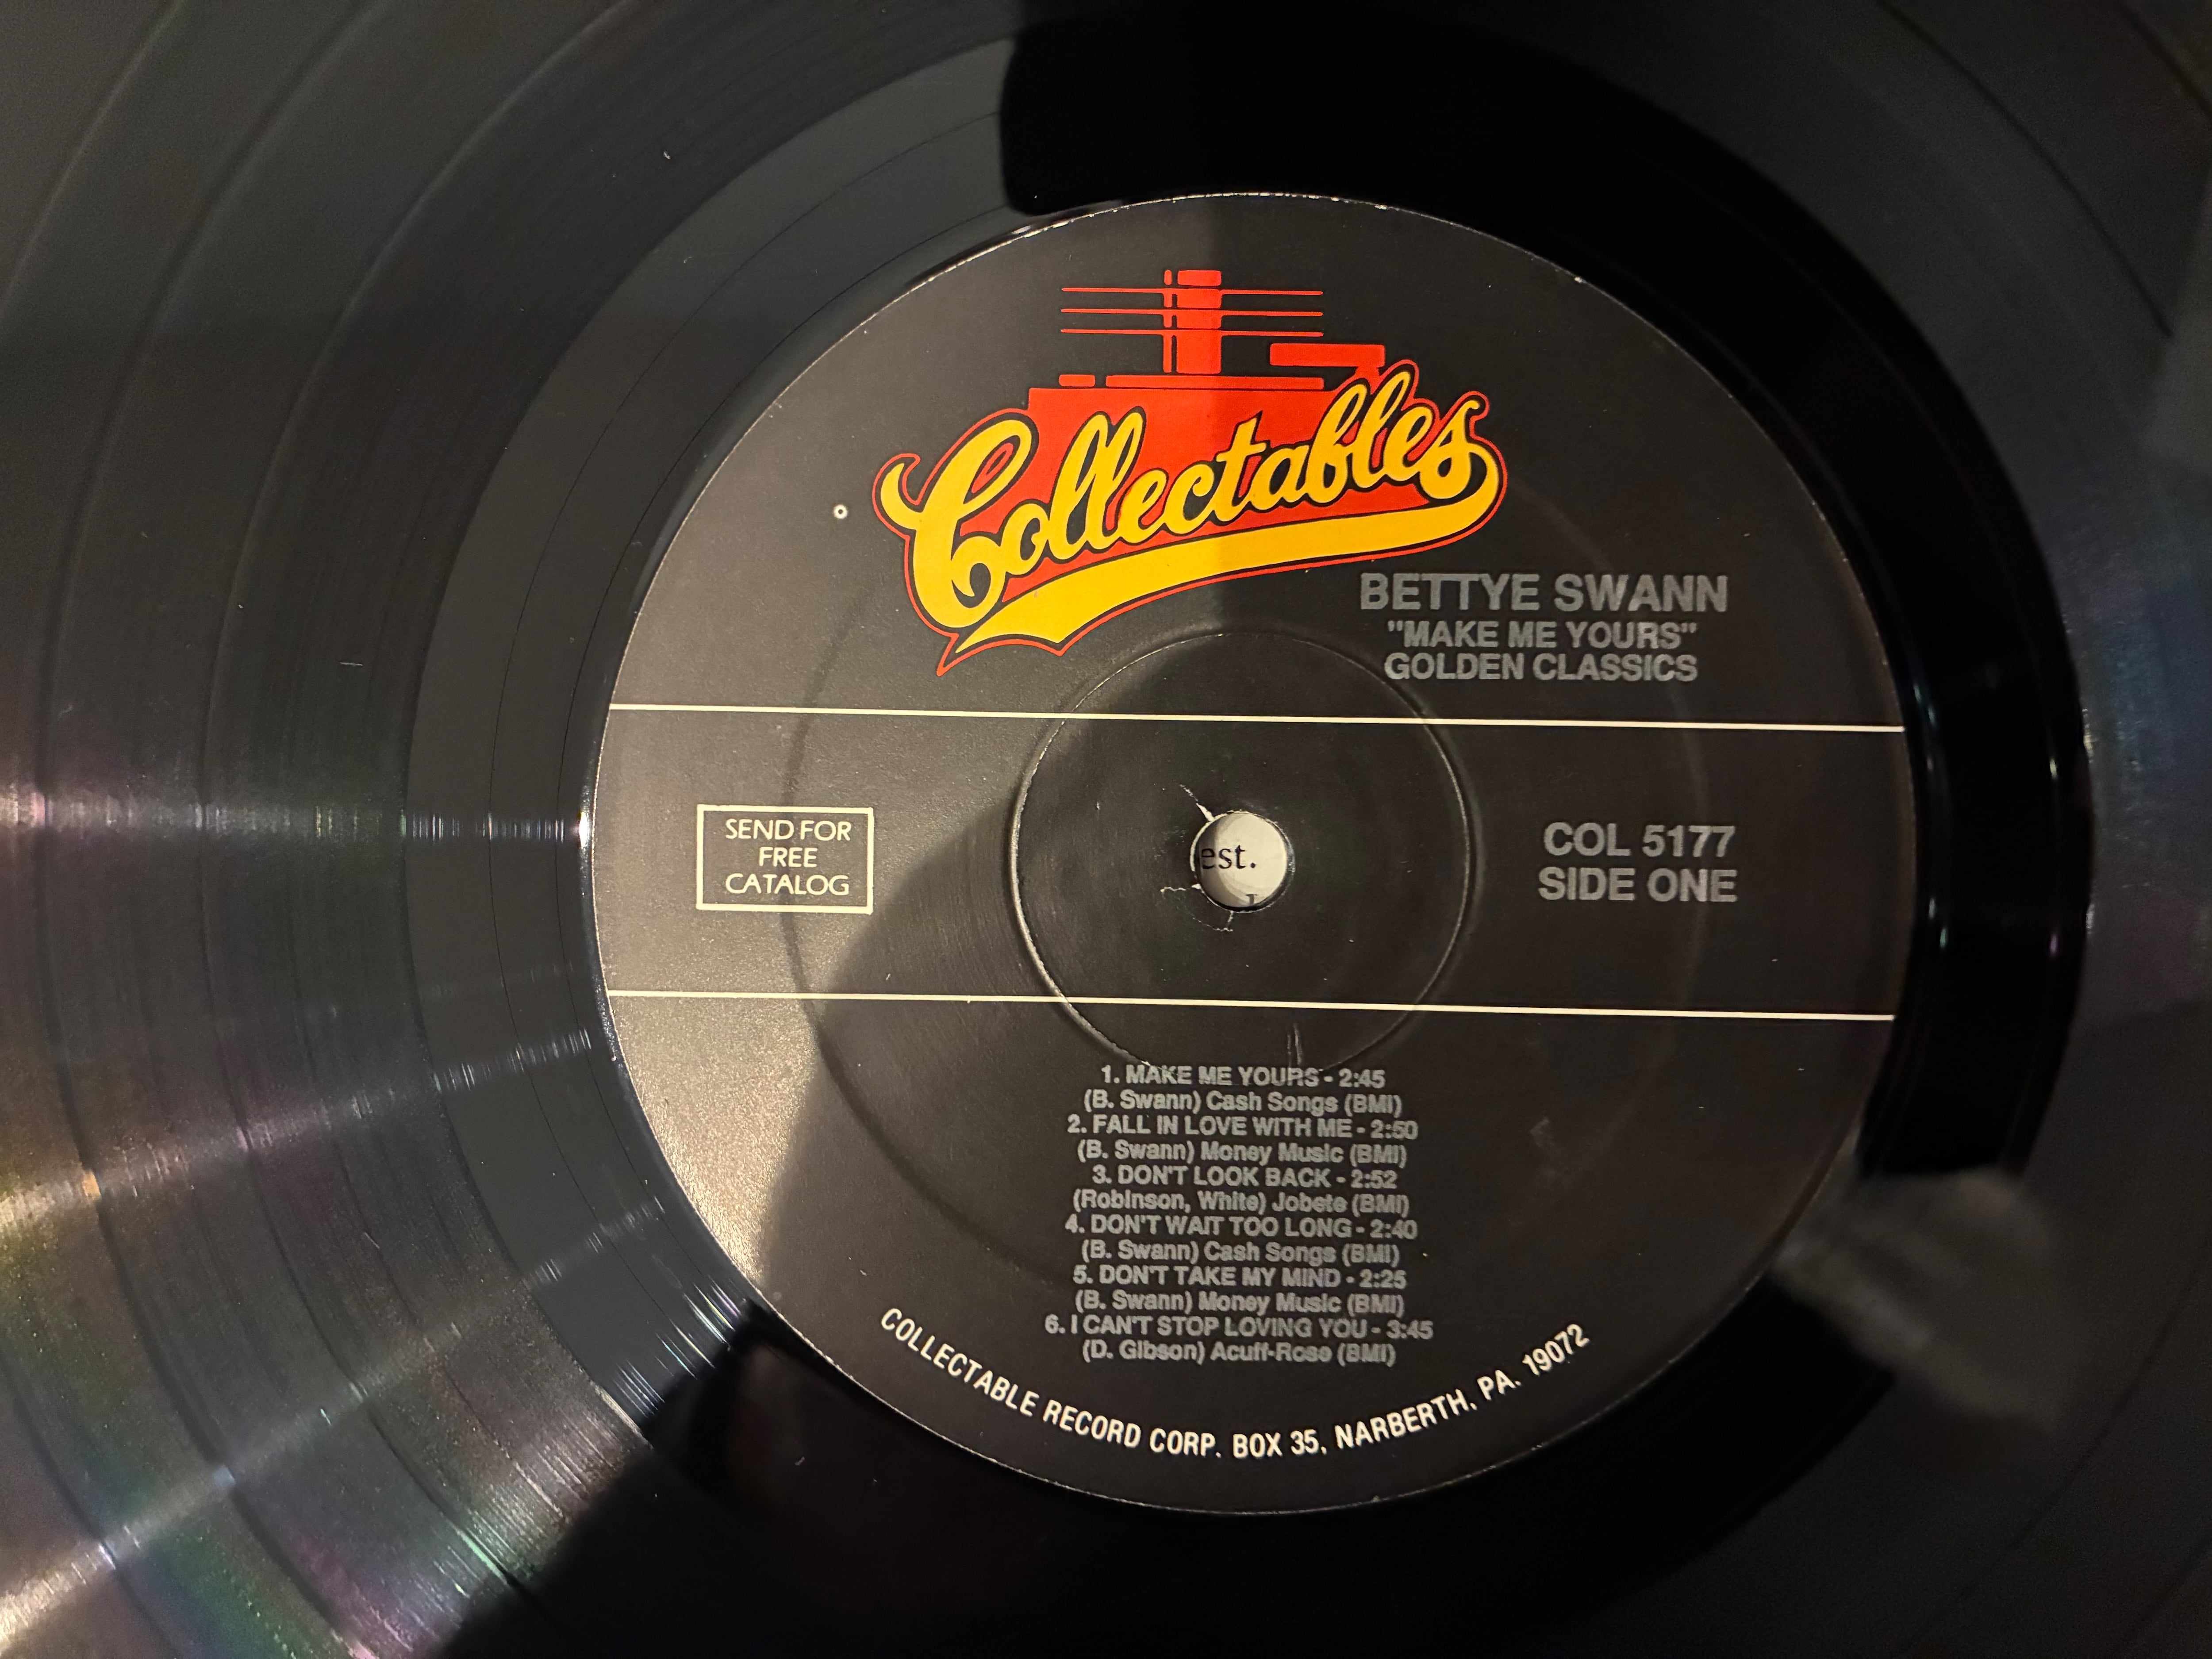 Collectables
BETTYE SWANN
"MAKE ME YOURS"
GOLDEN CLASSICS
SEND FOR
FREE
CATALOG
est.
COL 5177
SIDE ONE
1. MAKE ME YOURS - 2:45
(B. Swann) Cash Songs (BMI)
2. FALL IN LOVE WITH ME - 2:50
(B. Swann) Money Music (BMI)
3. DON'T LOOK BACK - 2:52
(Robinson, White) Jobete (BMI)
4. DON'T WAIT TOO LONG - 2:40
(B. Swann) Cash Songs (BMI)
5. DON'T TAKE MY MIND - 2:25
(B. Swann) Money Music (BMI)
6. I CAN'T STOP LOVING YOU - 3:45
(D. Gibson) Acuff-Rose (BMI)
COLLECTABLE RECORD CORP. BOX 35, NARBERTH, PA. 19072